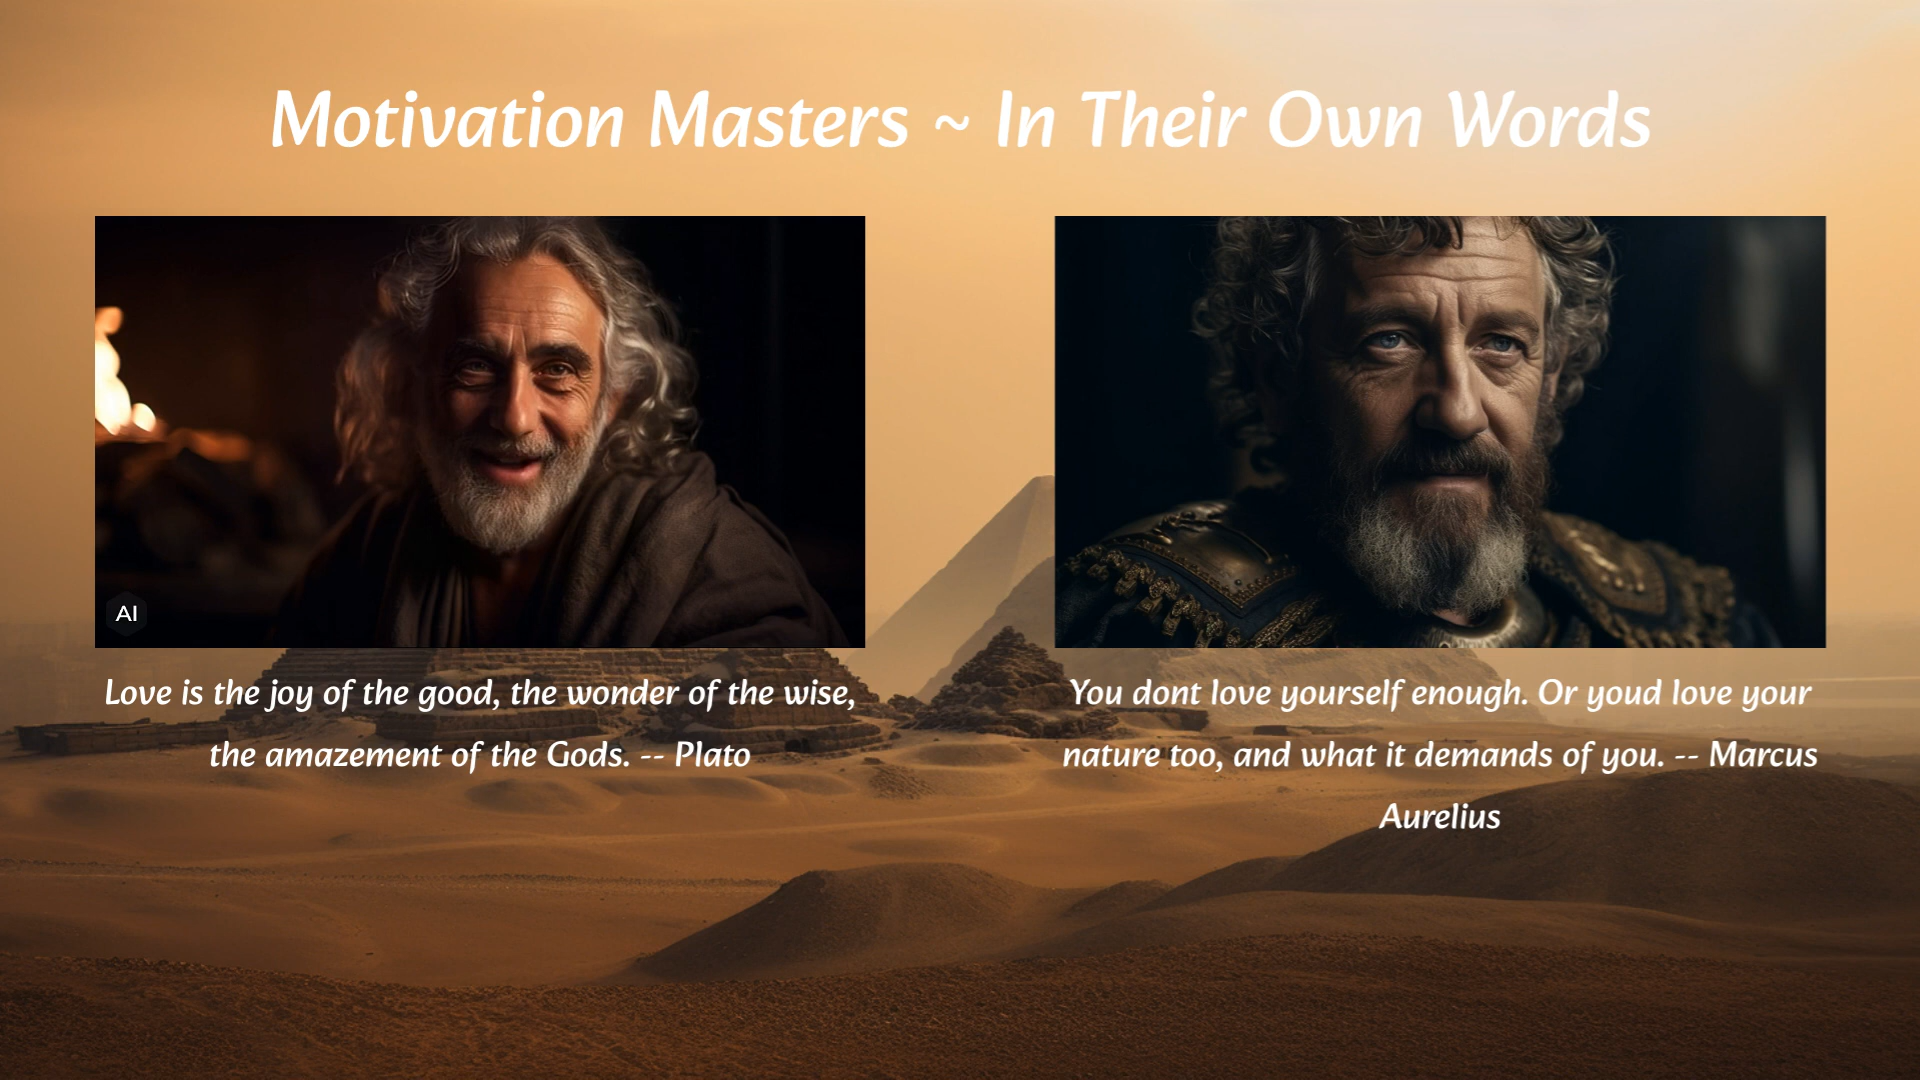 Motivation Masters ~ In Their Own Words
AI
Love is the joy of the good, the wonder of the wise,
the amazement of the Gods. -- Plato
You dont love yourself enough. Or youd love your
nature too, and what it demands of you. -- Marcus
Aurelius